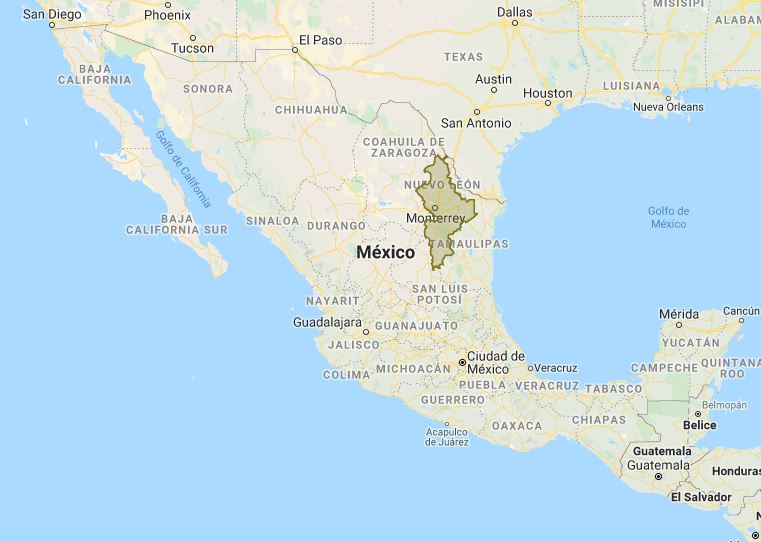 San Diego
Phoenix
Tucson
El Paso
Dallas
MISISIPI
ALABAM
TEXAS
BAJA
CALIFORNIA
SONORA
Austin
Houston
LUISIANA
Nueva Orleans
CHIHUAHUA
San Antonio
COAHUILA DE
ZARAGOZA
Golfo de California
NUEVO LEÓN
Monterrey
BAJA
CALIFORNIA SUR
SINALOA
DURANGO
Golfo de
México
México
TAMAULIPAS
SAN LUIS
POTOSÍ
NAYARIT
Guadalajara
GUANAJUATO
Mérida
Cancún
YUCATÁN
JALISCO
Ciudad de
México
Veracruz
CAMPECHE
QUINTANA
ROO
COLIMA
MICHOACÁN
PUEBLA
VERACRUZ
TABASCO
GUERRERO
Belmopán
Belice
Acapulco
de Juárez
OAXACA
CHIAPAS
Guatemala
Guatemala
Honduras
El Salvador